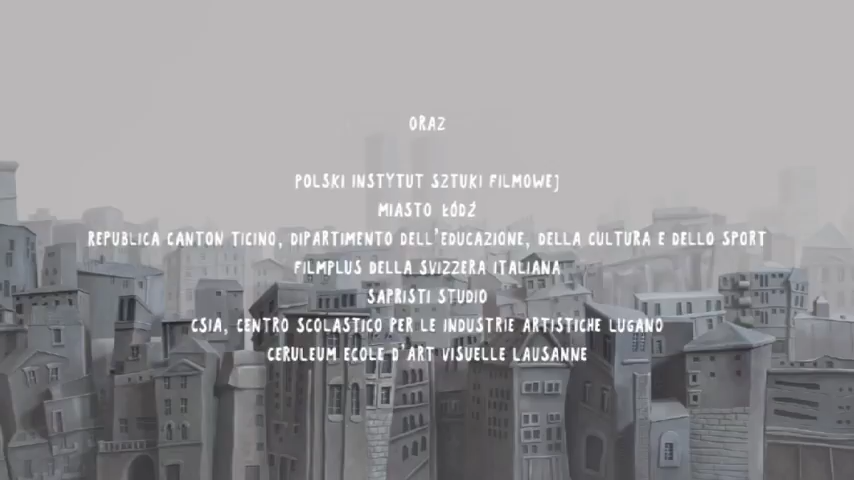 ORAZ
POLSKI INSTYTUT SZTUKI FILMOWEJ
MIASTO ŁÓDŹ
REPUBLICA CANTON TICINO, DIPARTIMENTO DELL'EDUCAZIONE, DELLA CULTURA E DELLO SPORT
FILMPLUS DELLA SVIZZERA ITALIANA
SAPRISTI STUDIO
CSIA, CENTRO SCOLASTICO PER LE INDUSTRIE ARTISTICHE LUGANO
CERULEUM ECOLE D'ART VISUELLE LAUSANNE